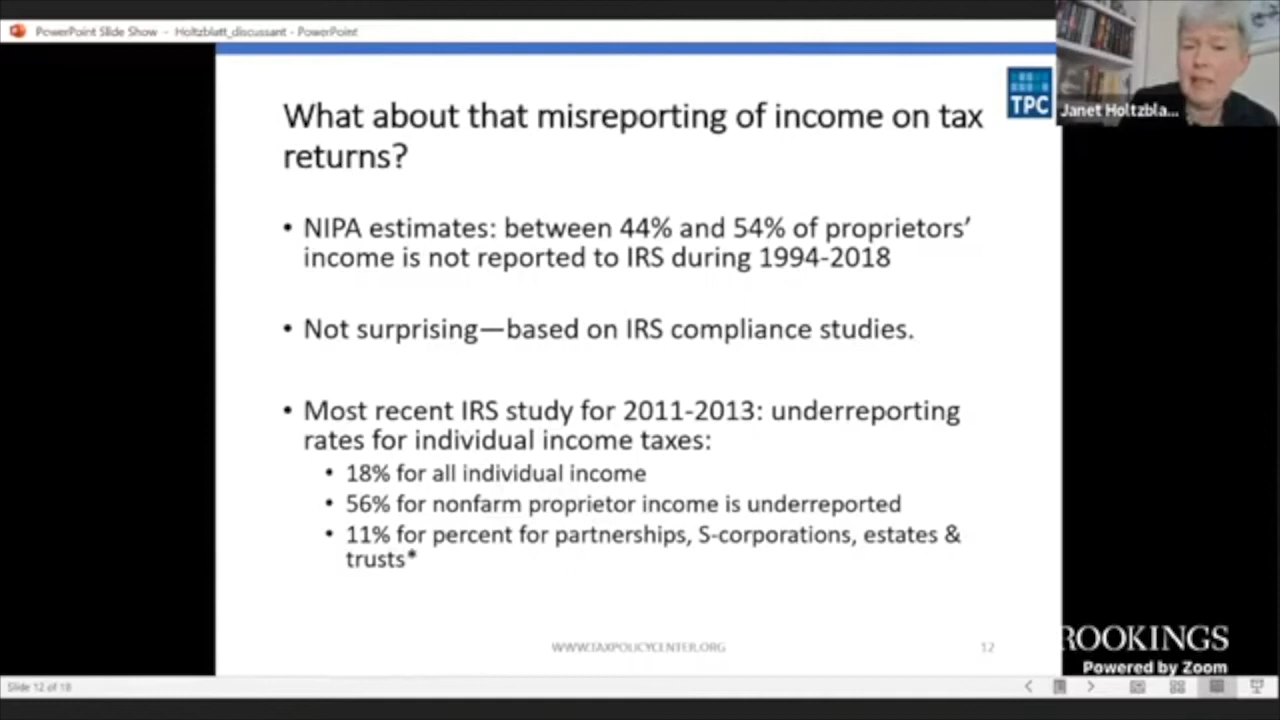 PowerPoint Slide Show - Holtzblatt_discussant - PowerPoint
TPC
Janet Holtzbla...
What about that misreporting of income on tax
returns?
• NIPA estimates: between 44% and 54% of proprietors’
income is not reported to IRS during 1994-2018
• Not surprising—based on IRS compliance studies.
• Most recent IRS study for 2011-2013: underreporting
rates for individual income taxes:
• 18% for all individual income
• 56% for nonfarm proprietor income is underreported
• 11% for percent for partnerships, S-corporations, estates &
trusts*
WWW.TAXPOLICYCENTER.ORG
12
ROOKINGS
Powered by Zoom
Slide 12 of 18